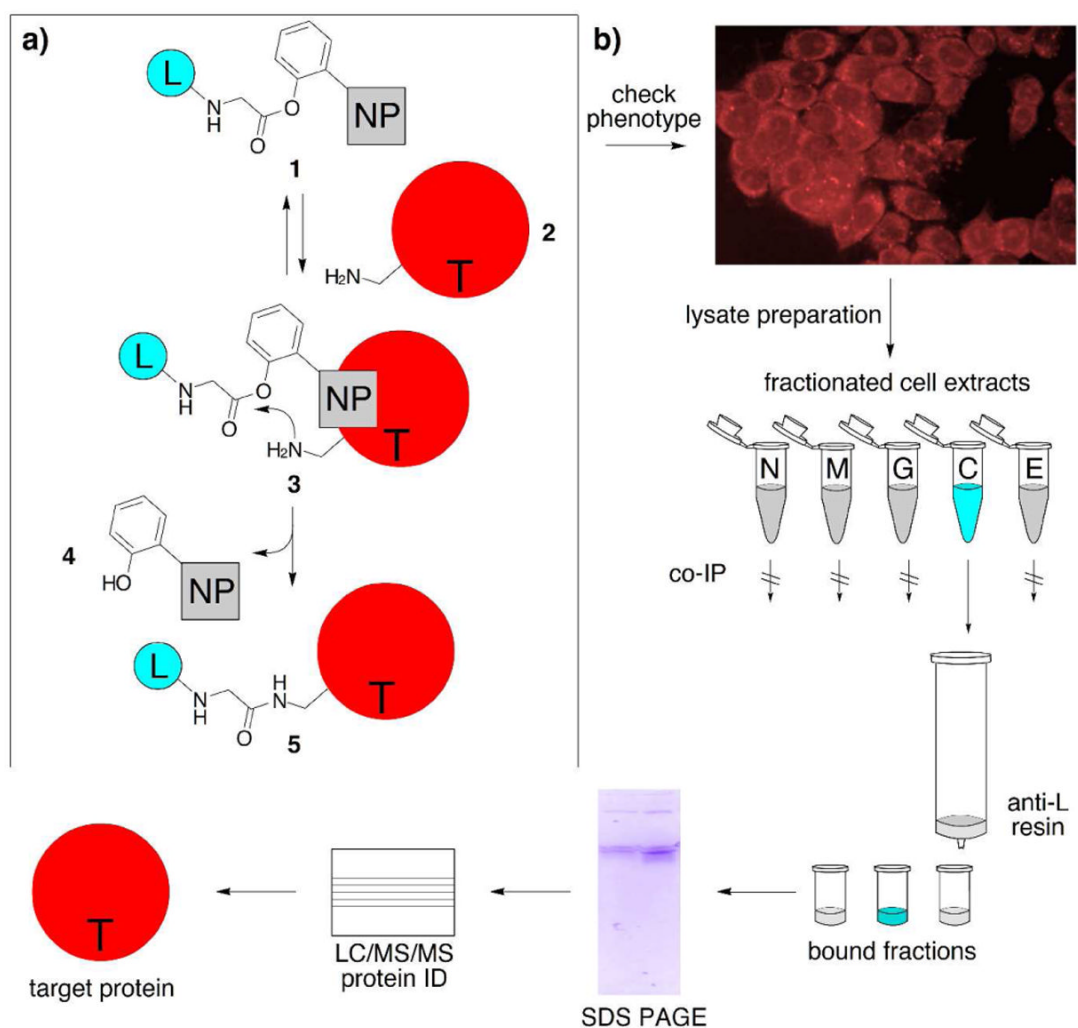 a)
L
N
H
O
O
NP
1
2
H₂N
T
L
N
H
O
O
NP
H₂N
T
3
4
HO
NP
L
N
H
O
H
N
T
5
b)
check
phenotype
lysate preparation
fractionated cell extracts
N M G C E
co-IP
anti-L
resin
bound fractions
SDS PAGE
LC/MS/MS
protein ID
T
target protein